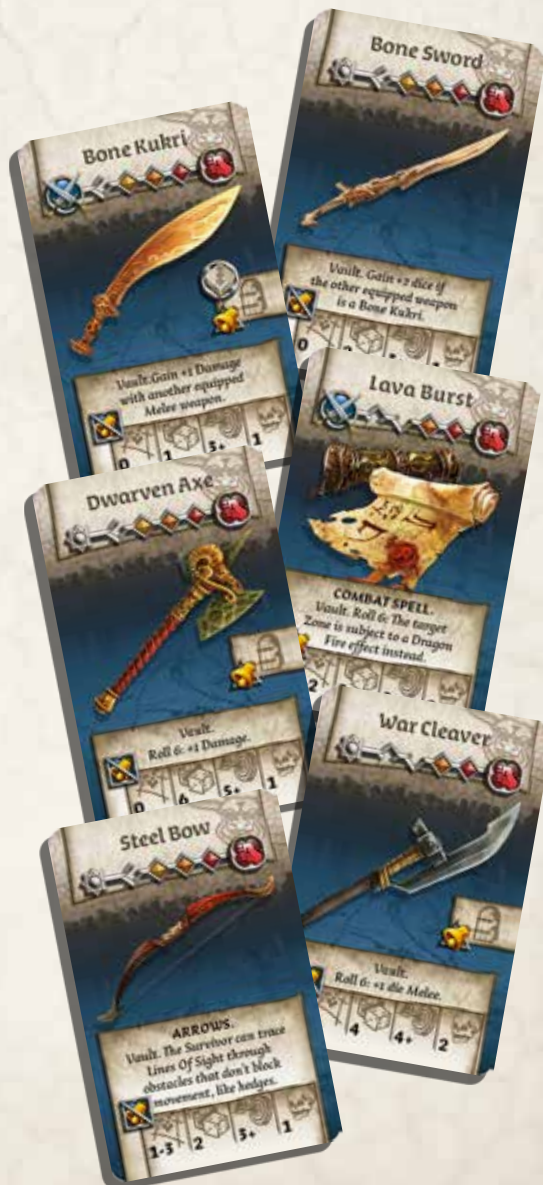 Bone Sword
Vault. Gain +2 dice if
the other equipped weapon
is a Bone Kukri.
0
Bone Kukri
Vault.Gain +1 Damage
with another equipped
Melee weapon.
0 1 3+ 1
Lava Burst
COMBAT SPELL.
Vault. Roll 6: The target
Zone is subject to a Dragon
Fire effect instead.
2
Dwarven Axe
Vault.
Roll 6: +1 Damage.
0 6 5+ 1
War Cleaver
Vault.
Roll 6: +1 die Melee.
4 4+ 2
Steel Bow
ARROWS.
Vault. The Survivor can trace
Lines Of Sight through
obstacles that don't block
movement, like hedges.
1-3 2 3+ 1